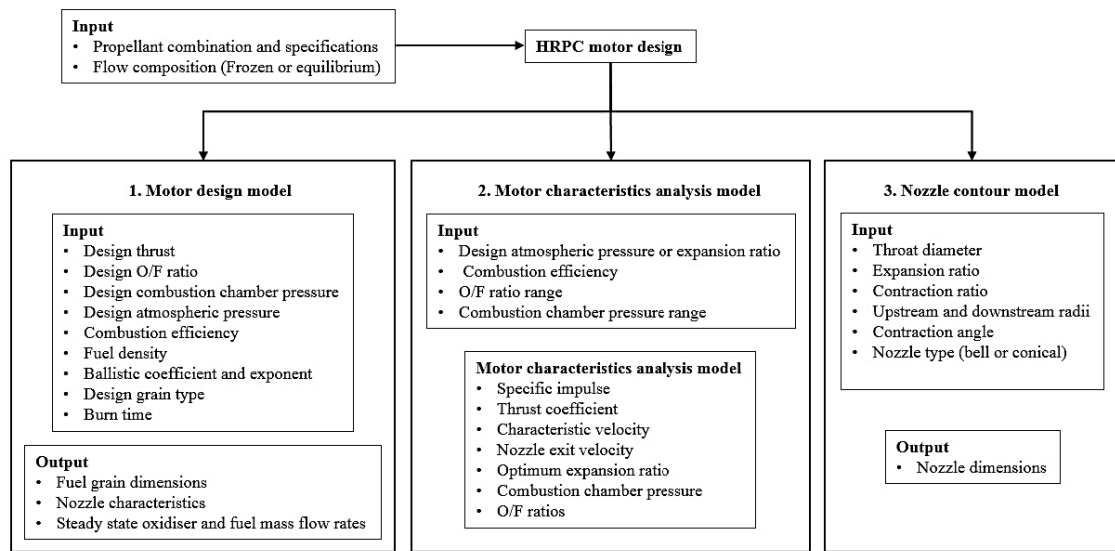 Input
• Propellant combination and specifications
• Flow composition (Frozen or equilibrium)
HRPC motor design
1. Motor design model
Input
• Design thrust
• Design O/F ratio
• Design combustion chamber pressure
• Design atmospheric pressure
• Combustion efficiency
• Fuel density
• Ballistic coefficient and exponent
• Design grain type
• Burn time
Output
• Fuel grain dimensions
• Nozzle characteristics
• Steady state oxidiser and fuel mass flow rates
2. Motor characteristics analysis model
Input
• Design atmospheric pressure or expansion ratio
• Combustion efficiency
• O/F ratio range
• Combustion chamber pressure range
Motor characteristics analysis model
• Specific impulse
• Thrust coefficient
• Characteristic velocity
• Nozzle exit velocity
• Optimum expansion ratio
• Combustion chamber pressure
• O/F ratios
3. Nozzle contour model
Input
• Throat diameter
• Expansion ratio
• Contraction ratio
• Upstream and downstream radii
• Contraction angle
• Nozzle type (bell or conical)
Output
• Nozzle dimensions